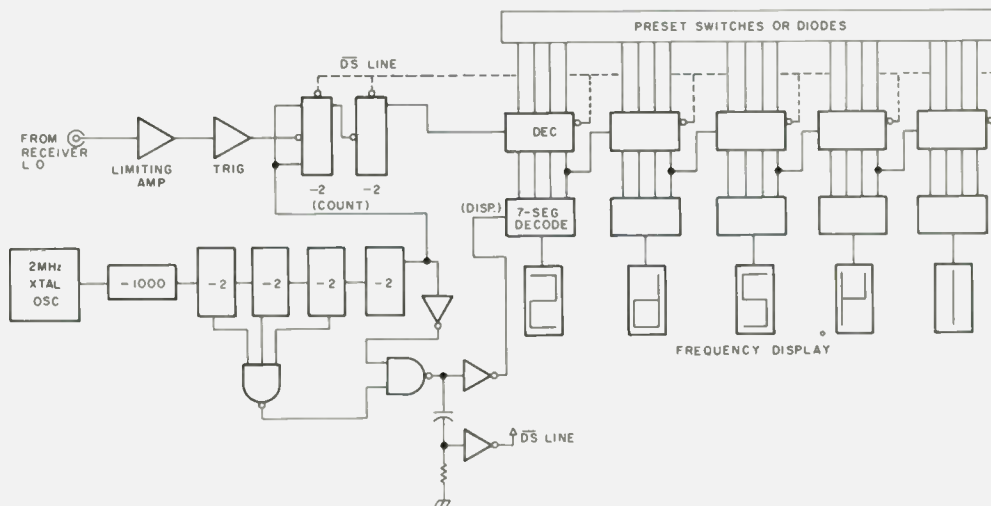 PRESET SWITCHES OR DIODES
DS LINE
FROM
RECEIVER
L O
LIMITING
AMP
TRIG
-2
-2
(COUNT)
DEC
(DISP.)
7-SEG
DECODE
2MHz
XTAL
OSC
-1000
-2
-2
-2
-2
FREQUENCY DISPLAY
DS LINE